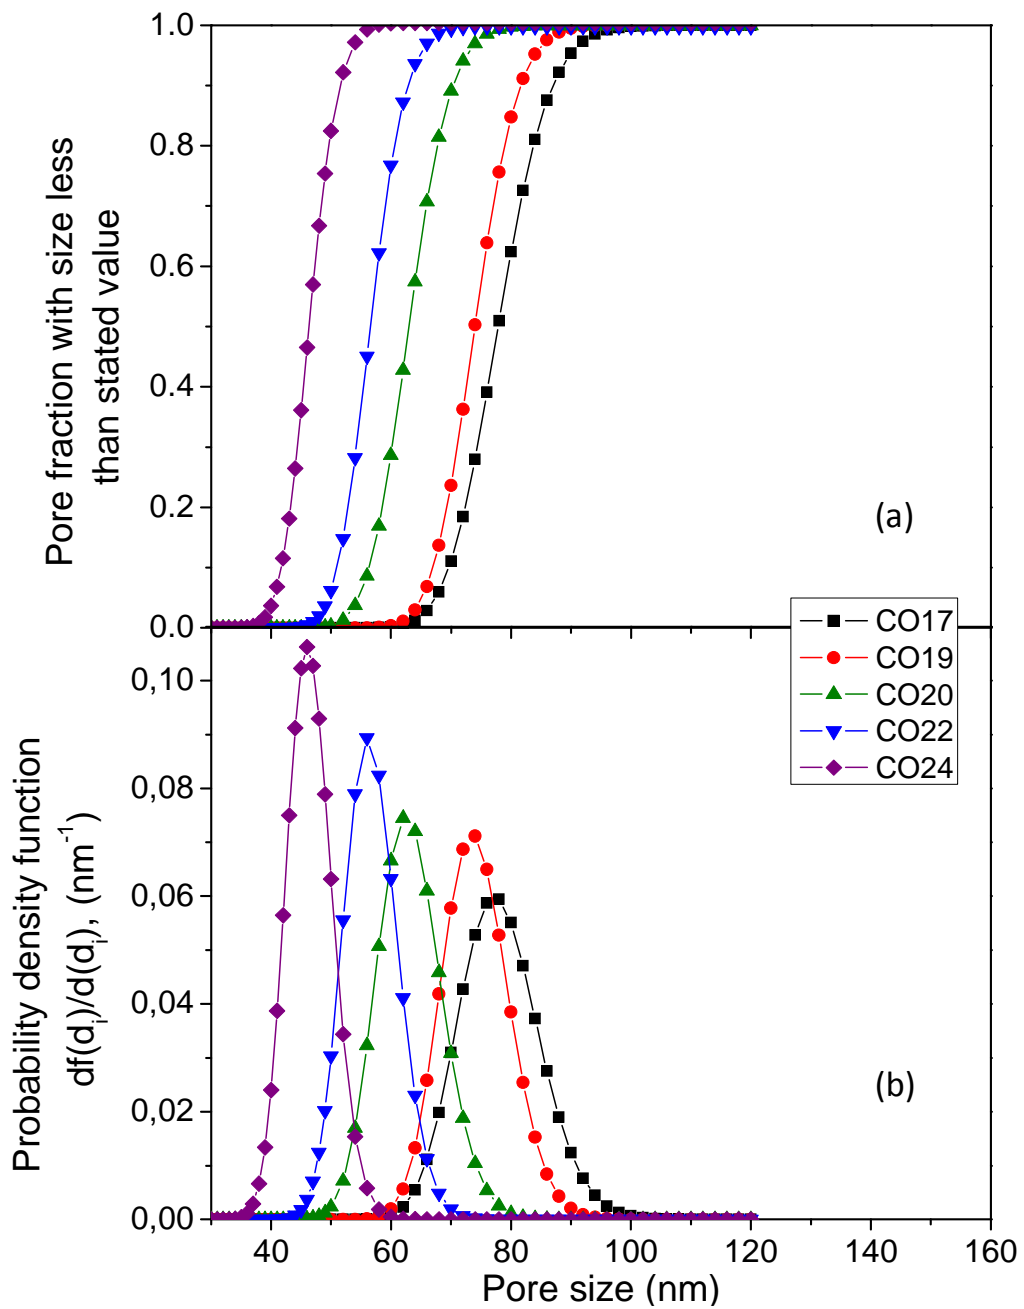 1.0
0.8
0.6
0.4
0.2
0.0
Pore fraction with size less
than stated value
(a)
CO17
CO19
CO20
CO22
CO24
0,10
0,08
0,06
0,04
0,02
0,00
Probability density function
df(d_i)/d(d_i), (nm⁻¹)
(b)
40 60 80 100 120 140 160
Pore size (nm)